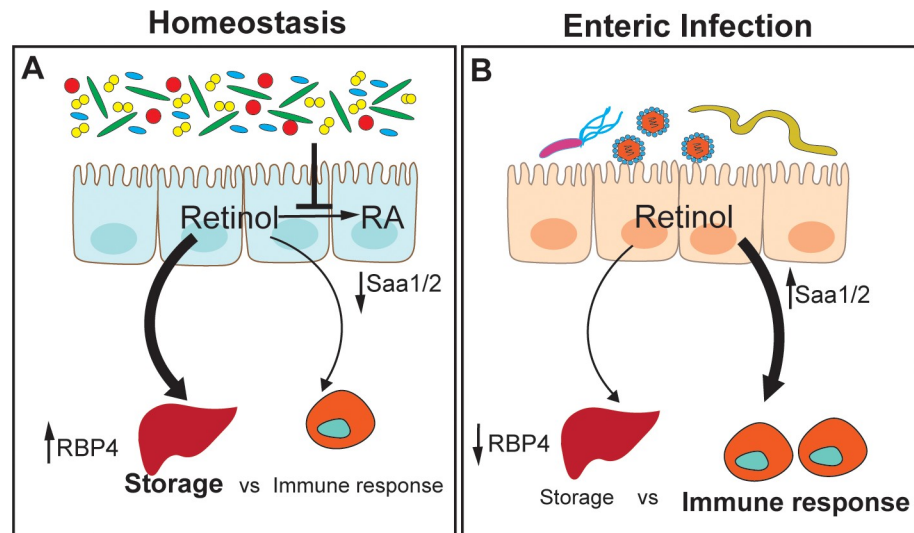 Homeostasis
A
Retinol RA
Saa1/2
RBP4
Storage vs Immune response
Enteric Infection
B
Retinol
Saa1/2
RBP4
Storage vs Immune response